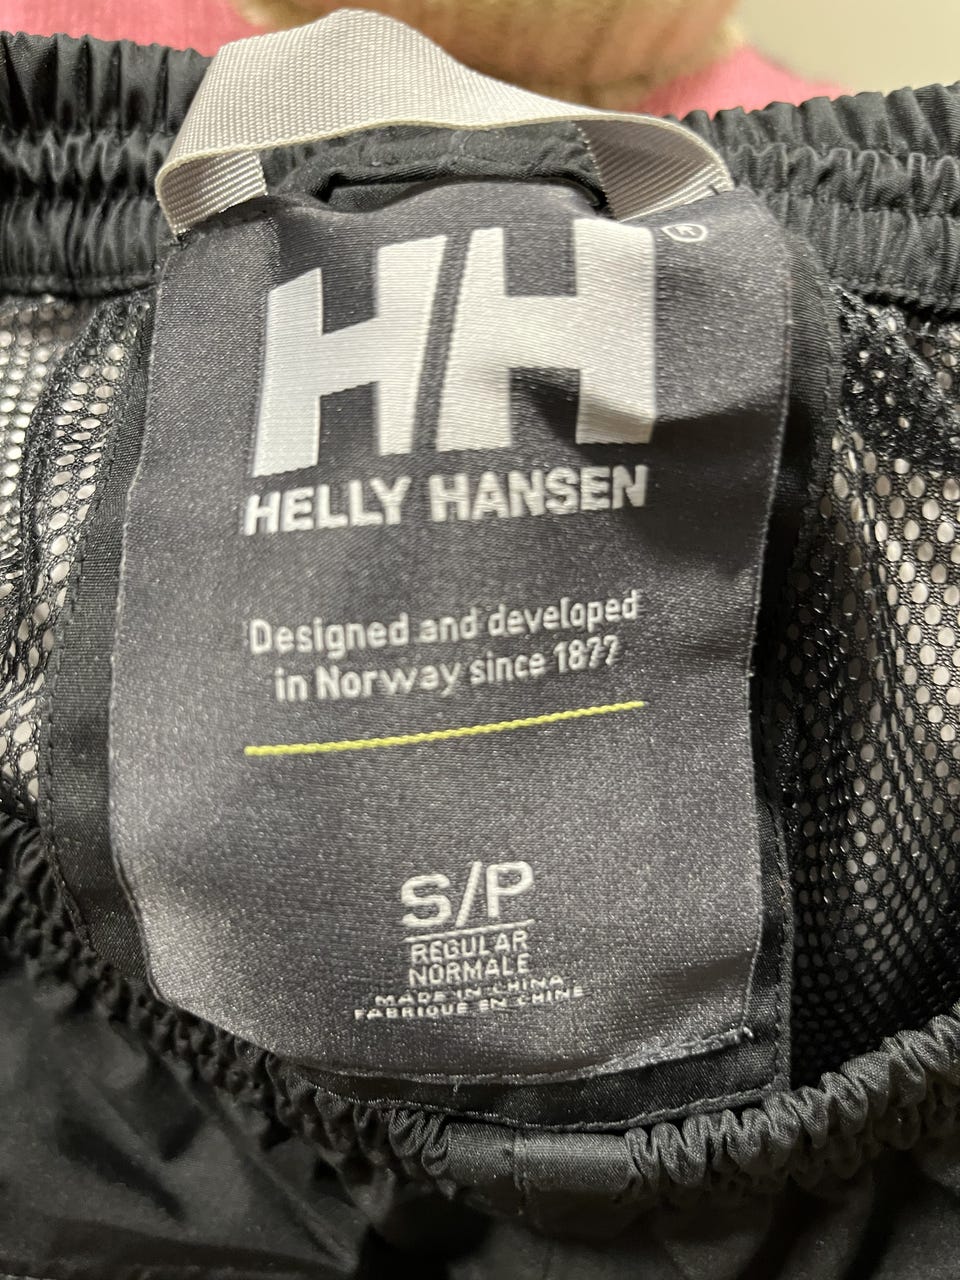 HH ®
HELLY HANSEN
Designed and developed
in Norway since 1877
S/P
REGULAR
NORMALE
MADE IN CHINA
FABRIQUE EN CHINE